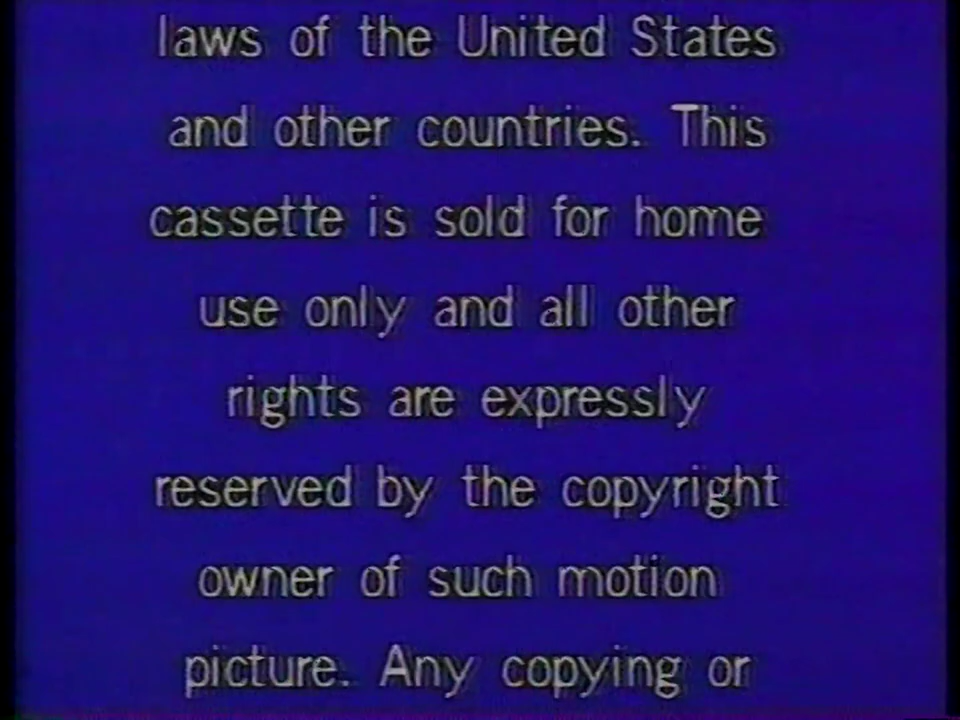 laws of the United States
and other countries. This
cassette is sold for home
use only and all other
rights are expressly
reserved by the copyright
owner of such motion
picture. Any copying or